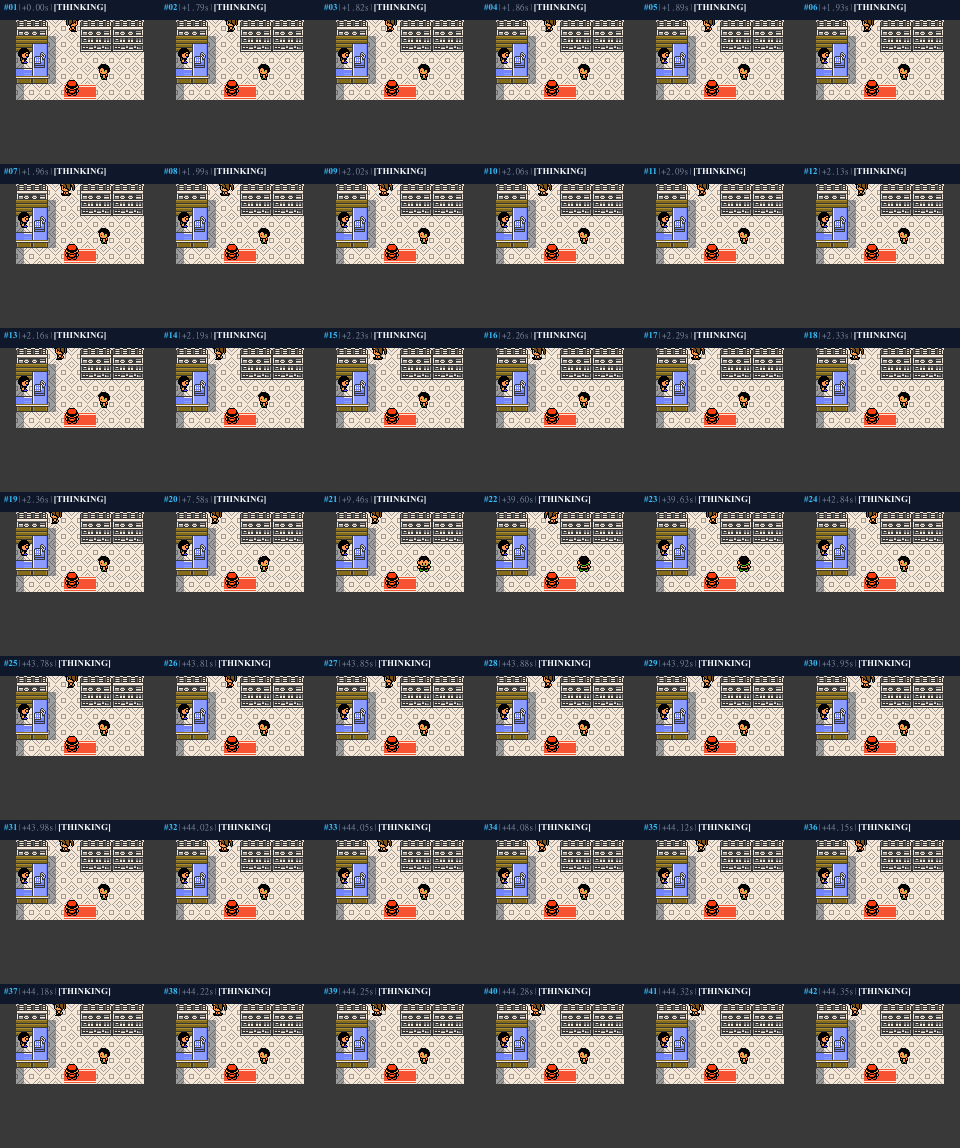 #01|+0.00s|[THINKING]
#02|+1.79s|[THINKING]
#03|+1.82s|[THINKING]
#04|+1.86s|[THINKING]
#05|+1.89s|[THINKING]
#06|+1.93s|[THINKING]
#07|+1.96s|[THINKING]
#08|+1.99s|[THINKING]
#09|+2.02s|[THINKING]
#10|+2.06s|[THINKING]
#11|+2.09s|[THINKING]
#12|+2.13s|[THINKING]
#13|+2.16s|[THINKING]
#14|+2.19s|[THINKING]
#15|+2.23s|[THINKING]
#16|+2.26s|[THINKING]
#17|+2.29s|[THINKING]
#18|+2.33s|[THINKING]
#19|+2.36s|[THINKING]
#20|+7.58s|[THINKING]
#21|+9.46s|[THINKING]
#22|+39.60s|[THINKING]
#23|+39.63s|[THINKING]
#24|+42.84s|[THINKING]
#25|+43.78s|[THINKING]
#26|+43.81s|[THINKING]
#27|+43.85s|[THINKING]
#28|+43.88s|[THINKING]
#29|+43.92s|[THINKING]
#30|+43.95s|[THINKING]
#31|+43.98s|[THINKING]
#32|+44.02s|[THINKING]
#33|+44.05s|[THINKING]
#34|+44.08s|[THINKING]
#35|+44.12s|[THINKING]
#36|+44.15s|[THINKING]
#37|+44.18s|[THINKING]
#38|+44.22s|[THINKING]
#39|+44.25s|[THINKING]
#40|+44.28s|[THINKING]
#41|+44.32s|[THINKING]
#42|+44.35s|[THINKING]